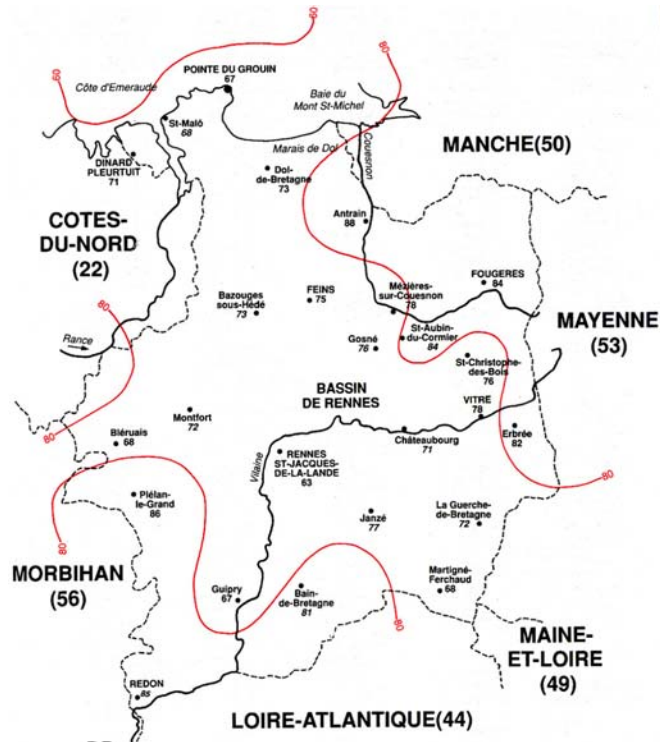 60
60
80
POINTE DU GROUIN
67
Côte d'Emeraude
Baie du
Mont St-Michel
St-Malô
68
Marais de Dol
Couesnon
MANCHE(50)
DINARD
PLEURTUIT
71
Dol-
de-Bretagne
73
COTES-
DU-NORD
(22)
Antrain
88
FOUGERES
84
Bazouges
sous-Hédé
73
FEINS
75
Mézières-
sur-Couesnon
78
80
Rance
St-Aubin-
du-Cormier
84
MAYENNE
(53)
Gosné
76
St-Christophe-
des-Bois
76
BASSIN
DE RENNES
VITRE
78
Montfort
72
Bléruais
68
Châteaubourg
71
Erbrée
82
80
Vilaine
RENNES
ST-JACQUES-
DE-LA-LANDE
63
80
Plélan-
le-Grand
86
Janzé
77
La Guerche-
de-Bretagne
72
80
MORBIHAN
(56)
Guipry
67
Bain-
de-Bretagne
81
Martigné-
Ferchaud
68
80
MAINE-
ET-LOIRE
(49)
REDON
85
LOIRE-ATLANTIQUE(44)